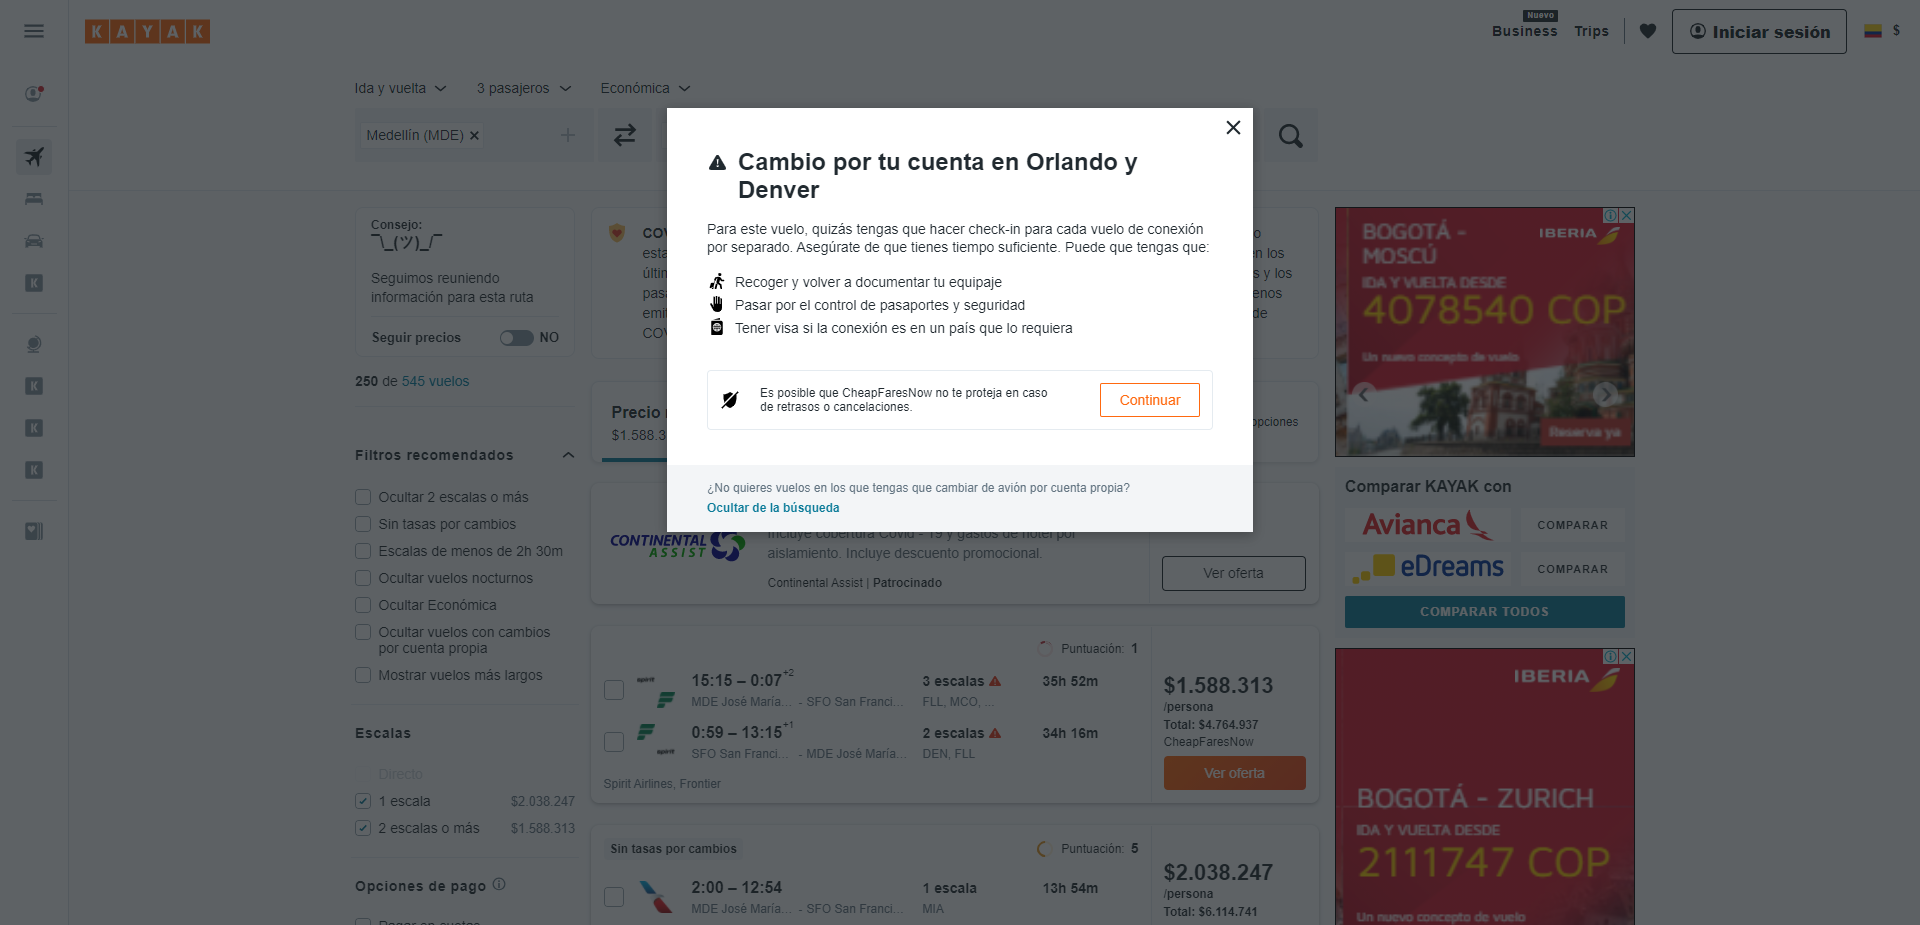 KAYAK
Nuevo
Business
Trips
Iniciar sesión
$
Ida y vuelta
3 pasajeros
Económica
Medellín (MDE)
Cambio por tu cuenta en Orlando y
Denver
Para este vuelo, quizás tengas que hacer check-in para cada vuelo de conexión
por separado. Asegúrate de que tienes tiempo suficiente. Puede que tengas que:
Recoger y volver a documentar tu equipaje
Pasar por el control de pasaportes y seguridad
Tener visa si la conexión es en un país que lo requiera
Es posible que CheapFaresNow no te proteja en caso
de retrasos o cancelaciones.
Continuar
¿No quieres vuelos en los que tengas que cambiar de avión por cuenta propia?
Ocultar de la búsqueda
Consejo:
¯\_(ツ)_/¯
Seguimos reuniendo
información para esta ruta
Seguir precios
NO
250 de 545 vuelos
Filtros recomendados
Ocultar 2 escalas o más
Sin tasas por cambios
Escalas de menos de 2h 30m
Ocultar vuelos nocturnos
Ocultar Económica
Ocultar vuelos con cambios
por cuenta propia
Mostrar vuelos más largos
Escalas
Directo
1 escala $2.038.247
2 escalas o más $1.588.313
Opciones de pago
Pagar en cuotas
Precio
$1.588.3
opciones
CONTINENTAL
ASSIST
Incluye cobertura Covid - 19 y gastos de hotel por
aislamiento. Incluye descuento promocional.
Continental Assist | Patrocinado
Ver oferta
Puntuación: 1
spirit
15:15 – 0:07+2
3 escalas
35h 52m
MDE José María... - SFO San Franci...
FLL, MCO, ...
0:59 – 13:15+1
2 escalas
34h 16m
spirit
SFO San Franci... - MDE José María...
DEN, FLL
Spirit Airlines, Frontier
$1.588.313
/persona
Total: $4.764.937
CheapFaresNow
Ver oferta
Sin tasas por cambios
Puntuación: 5
2:00 – 12:54
1 escala
13h 54m
MDE José María... - SFO San Franci...
MIA
$2.038.247
/persona
Total: $6.114.741
BOGOTÁ -
MOSCÚ
IBERIA
IDA Y VUELTA DESDE
4078540 COP
Un nuevo concepto de vuelo
Reserva ya
Comparar KAYAK con
Avianca
COMPARAR
eDreams
COMPARAR
COMPARAR TODOS
IBERIA
BOGOTÁ - ZURICH
IDA Y VUELTA DESDE
2111747 COP
Un nuevo concepto de vuelo